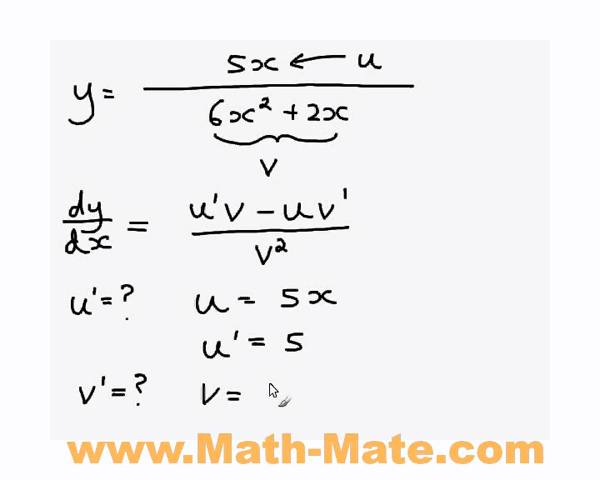 y = 5x ← u
6x² + 2x
v
dy/dx = u'v - uv' / v²
u' = ? u = 5x
u' = 5
v' = ? v =
www.Math-Mate.com